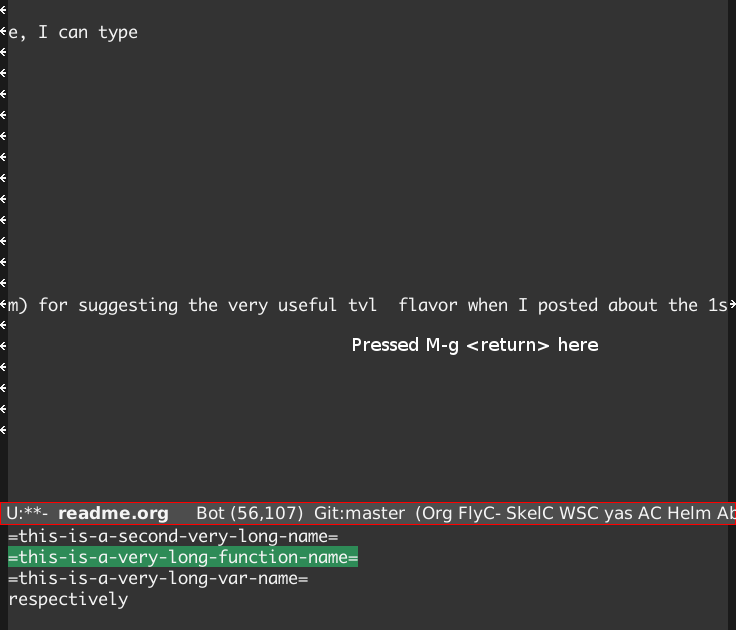 e, I can type
m) for suggesting the very useful tvl  flavor when I posted about the 1s
Pressed M-g <return> here
U:**-  readme.org     Bot (56,107)  Git:master  (Org FlyC- SkelC WSC yas AC Helm Ab
=this-is-a-second-very-long-name=
=this-is-a-very-long-function-name=
=this-is-a-very-long-var-name=
respectively